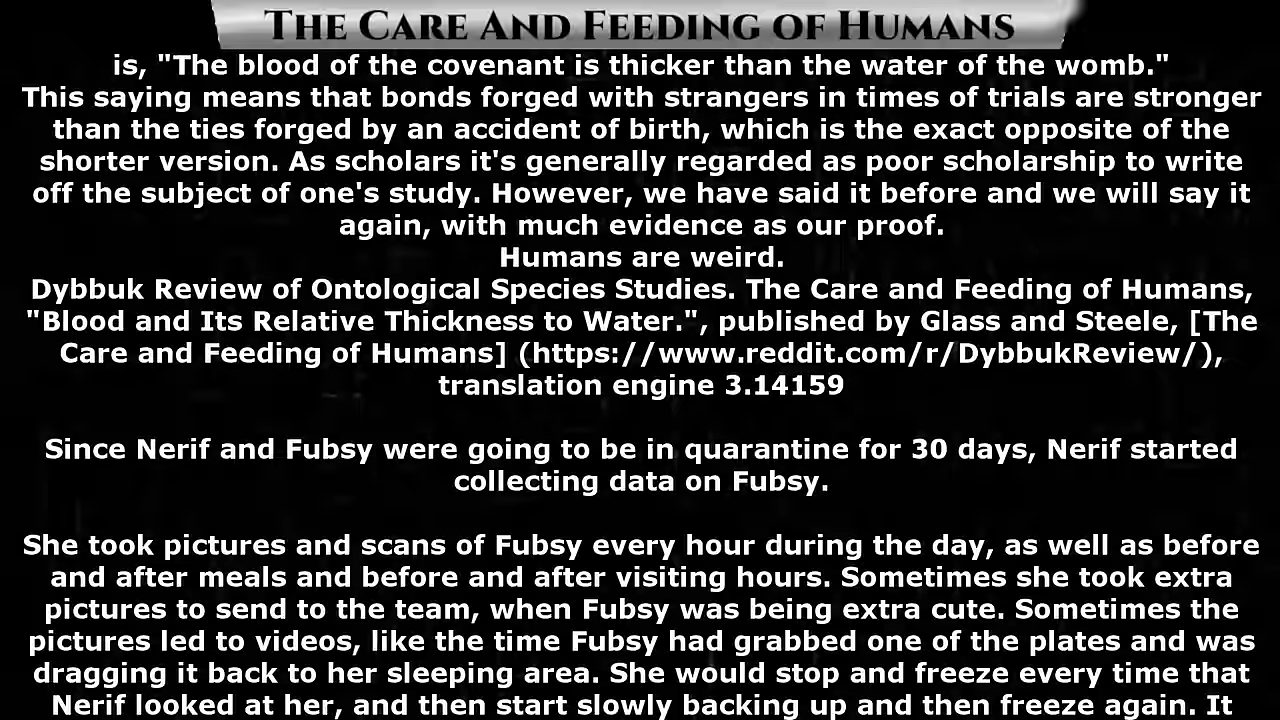 The Care And Feeding of Humans
is, "The blood of the covenant is thicker than the water of the womb."
This saying means that bonds forged with strangers in times of trials are stronger
than the ties forged by an accident of birth, which is the exact opposite of the
shorter version. As scholars it's generally regarded as poor scholarship to write
off the subject of one's study. However, we have said it before and we will say it
again, with much evidence as our proof.
Humans are weird.
Dybbuk Review of Ontological Species Studies. The Care and Feeding of Humans,
"Blood and Its Relative Thickness to Water.", published by Glass and Steele, [The
Care and Feeding of Humans] (https://www.reddit.com/r/DybbukReview/),
translation engine 3.14159
Since Nerif and Fubsy were going to be in quarantine for 30 days, Nerif started
collecting data on Fubsy.
She took pictures and scans of Fubsy every hour during the day, as well as before
and after meals and before and after visiting hours. Sometimes she took extra
pictures to send to the team, when Fubsy was being extra cute. Sometimes the
pictures led to videos, like the time Fubsy had grabbed one of the plates and was
dragging it back to her sleeping area. She would stop and freeze every time that
Nerif looked at her, and then start slowly backing up and then freeze again. It